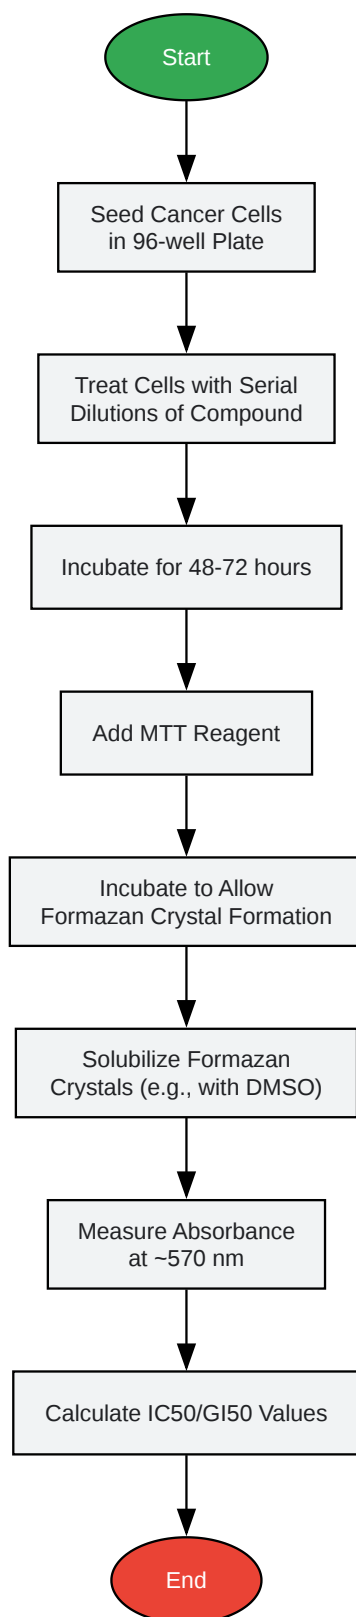 Start
Seed Cancer Cells
in 96-well Plate
Treat Cells with Serial
Dilutions of Compound
Incubate for 48-72 hours
Add MTT Reagent
Incubate to Allow
Formazan Crystal Formation
Solubilize Formazan
Crystals (e.g., with DMSO)
Measure Absorbance
at ~570 nm
Calculate IC50/GI50 Values
End